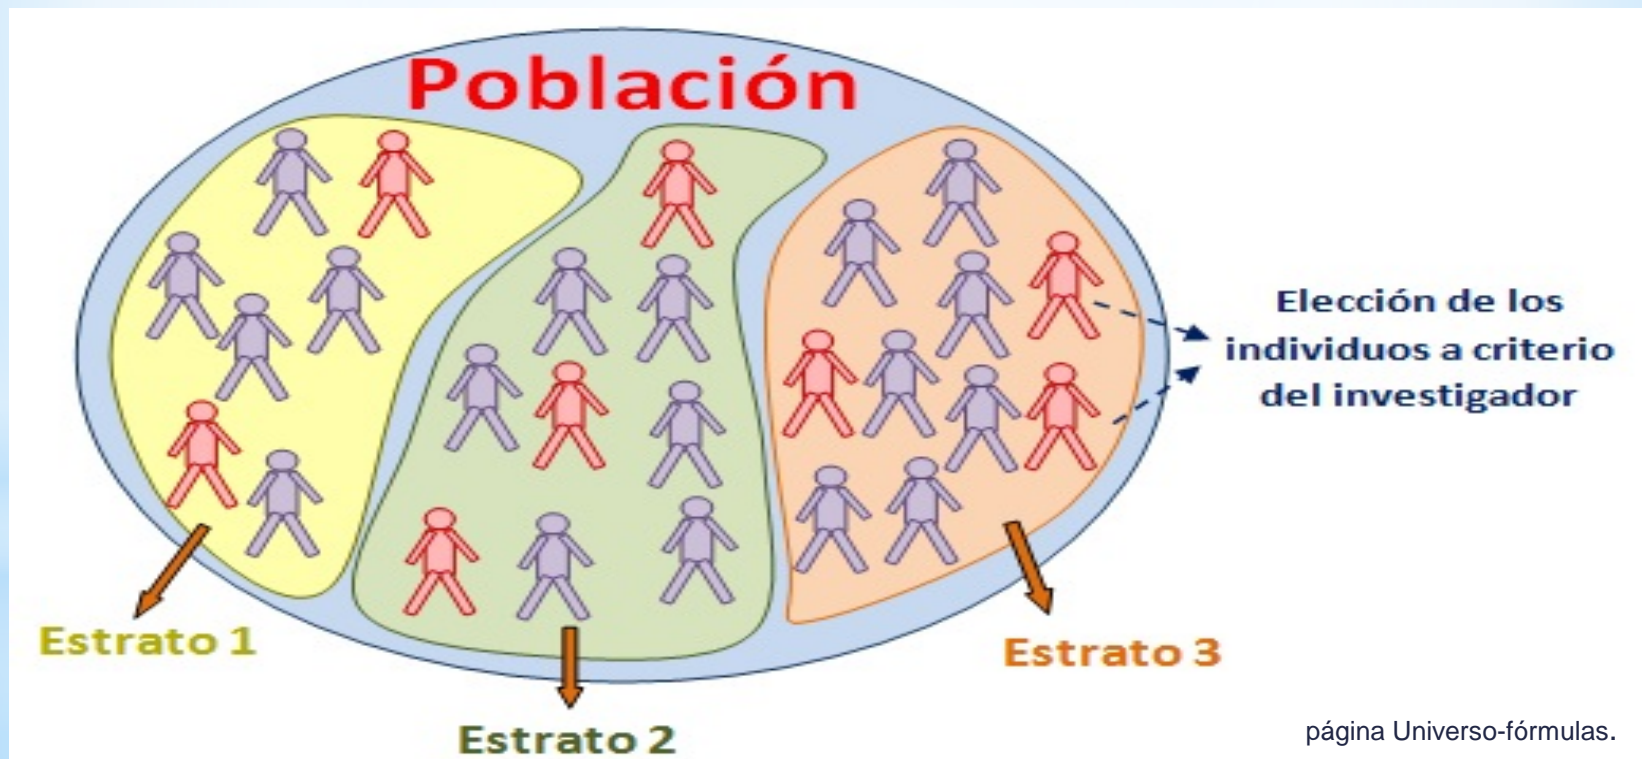 Población
Elección de los
individuos a criterio
del investigador
Estrato 1
Estrato 3
Estrato 2
página Universo-fórmulas.